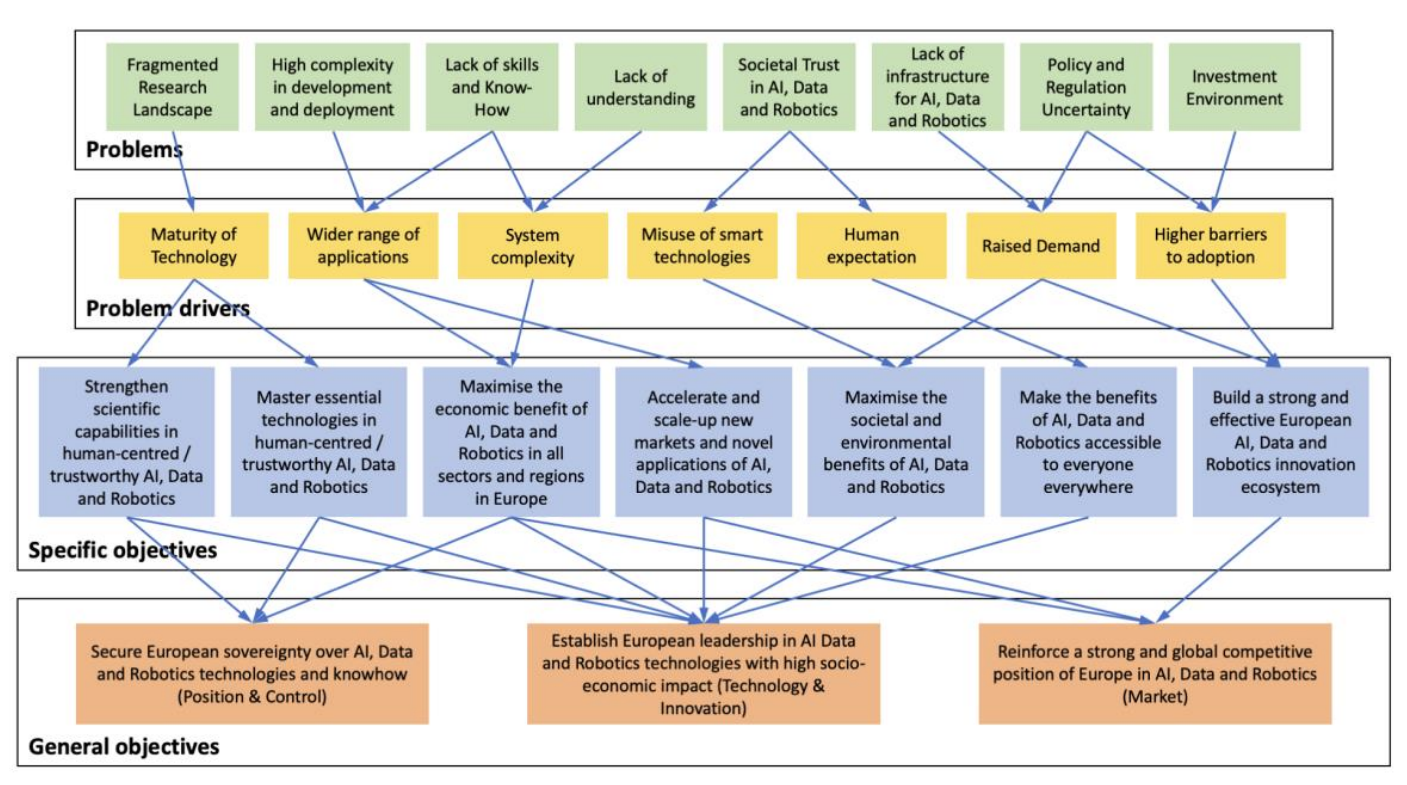 Fragmented
Research
Landscape
High complexity
in development
and deployment
Lack of skills
and Know-
How
Lack of
understanding
Societal Trust
in AI, Data
and Robotics
Lack of
infrastructure
for AI, Data
and Robotics
Policy and
Regulation
Uncertainty
Investment
Environment
Problems
Maturity of
Technology
Wider range of
applications
System
complexity
Misuse of smart
technologies
Human
expectation
Raised Demand
Higher barriers
to adoption
Problem drivers
Strengthen
scientific
capabilities in
human-centred /
trustworthy AI, Data
and Robotics
Master essential
technologies in
human-centred /
trustworthy AI, Data
and Robotics
Maximise the
economic benefit of
AI, Data and
Robotics in all
sectors and regions
in Europe
Accelerate and
scale-up new
markets and novel
applications of AI,
Data and Robotics
Maximise the
societal and
environmental
benefits of AI, Data
and Robotics
Make the benefits
of AI, Data and
Robotics accessible
to everyone
everywhere
Build a strong and
effective European
AI, Data and
Robotics innovation
ecosystem
Specific objectives
Secure European sovereignty over AI, Data
and Robotics technologies and knowhow
(Position & Control)
Establish European leadership in AI Data
and Robotics technologies with high socio-
economic impact (Technology &
Innovation)
Reinforce a strong and global competitive
position of Europe in AI, Data and Robotics
(Market)
General objectives